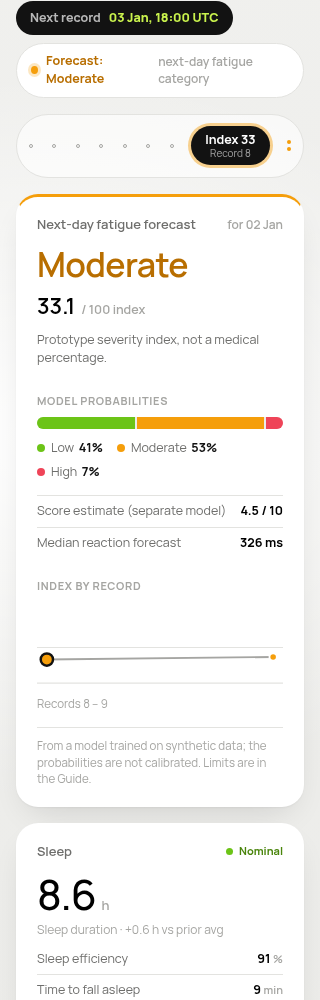 Next record 03 Jan, 18:00 UTC
Forecast: next-day fatigue
Moderate category
Index 33
Record 8
Next-day fatigue forecast for 02 Jan
Moderate
33.1 / 100 index
Prototype severity index, not a medical
percentage.
MODEL PROBABILITIES
Low 41% Moderate 53%
High 7%
Score estimate (separate model) 4.5 / 10
Median reaction forecast 326 ms
INDEX BY RECORD
Records 8 – 9
From a model trained on synthetic data; the
probabilities are not calibrated. Limits are in
the Guide.
Sleep Nominal
8.6 h
Sleep duration · +0.6 h vs prior avg
Sleep efficiency 91 %
Time to fall asleep 9 min